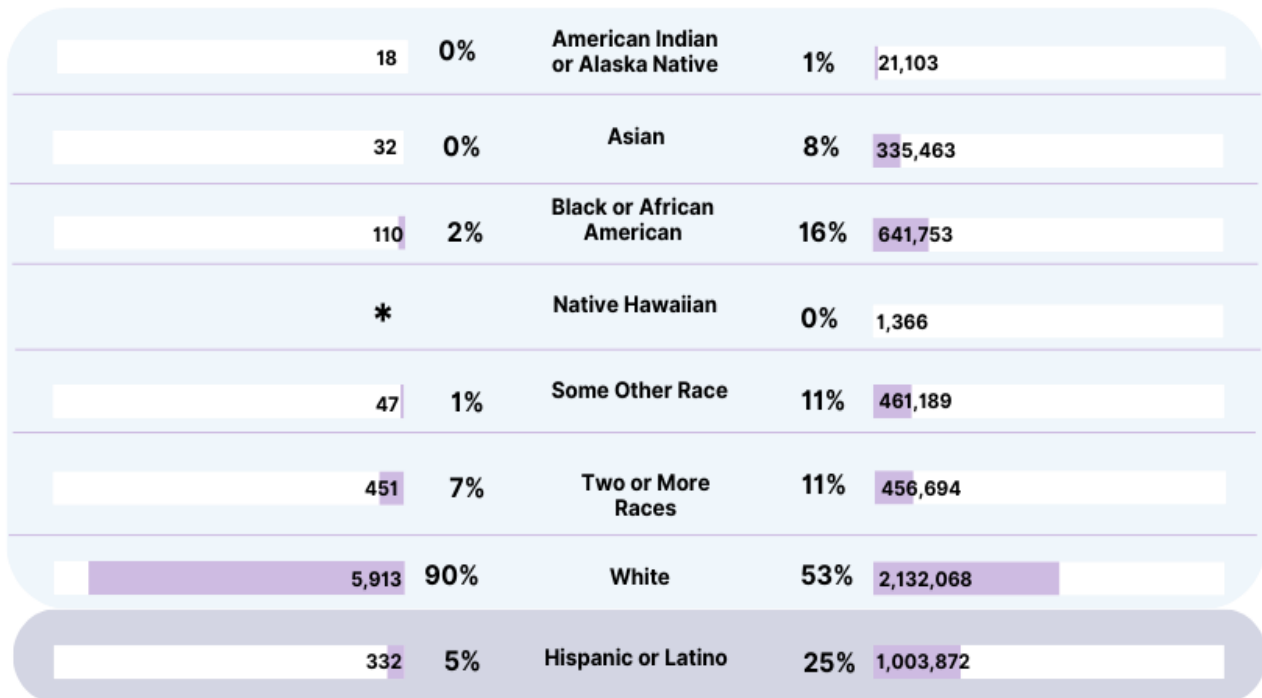 18 0% American Indian
or Alaska Native 1% 21,103
32 0% Asian 8% 335,463
110 2% Black or African
American 16% 641,753
* Native Hawaiian 0% 1,366
47 1% Some Other Race 11% 461,189
451 7% Two or More
Races 11% 456,694
5,913 90% White 53% 2,132,068
332 5% Hispanic or Latino 25% 1,003,872